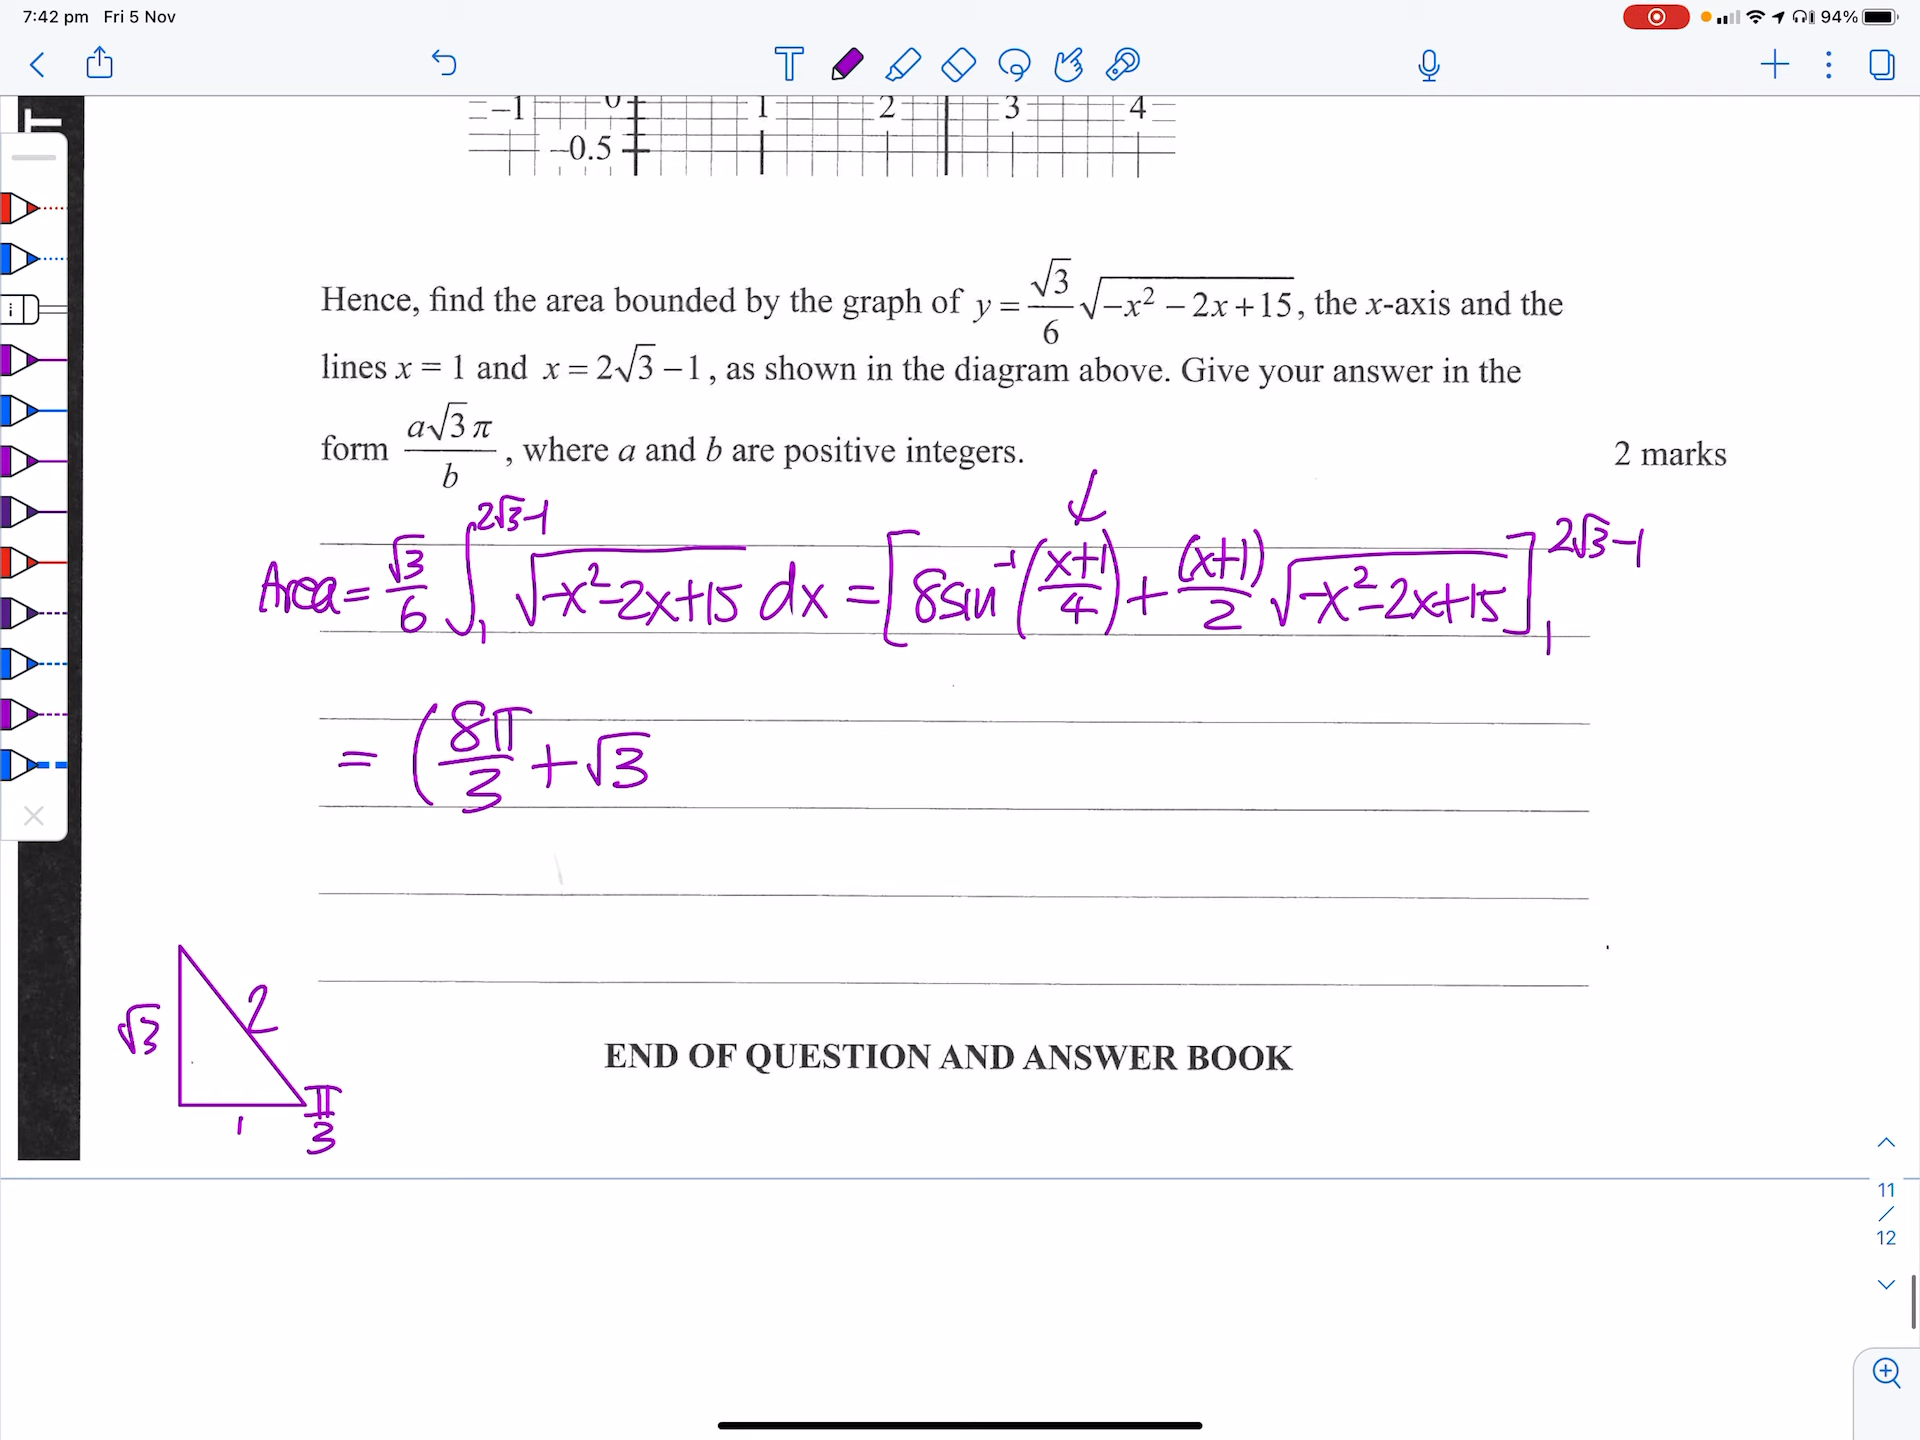 7:42 pm Fri 5 Nov 94%
T
-1 0 1 2 3 4
-0.5
Hence, find the area bounded by the graph of y = √3/6 √(-x² - 2x + 15), the x-axis and the
lines x = 1 and x = 2√3 - 1, as shown in the diagram above. Give your answer in the
form a√3π/b, where a and b are positive integers. 2 marks
Area = √3/6 ∫₁^(2√3-1) √(-x²-2x+15) dx = [8sin⁻¹((x+1)/4) + (x+1)/2 √(-x²-2x+15)]₁^(2√3-1)
= (8π/3 + √3
√3 2
1 π/3
END OF QUESTION AND ANSWER BOOK
11
/
12